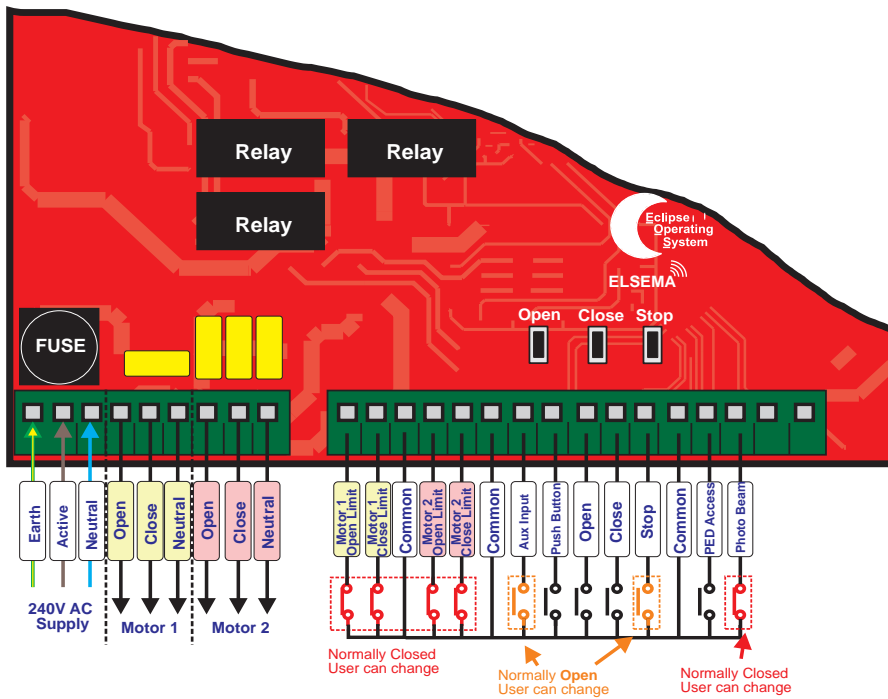 Relay
Relay
Relay
Eclipse
Operating
System
ELSEMA
Open
Close
Stop
FUSE
Earth
Active
Neutral
Open
Close
Neutral
Open
Close
Neutral
Motor 1
Open Limit
Motor 1
Close Limit
Common
Motor 2
Open Limit
Motor 2
Close Limit
Common
Aux Input
Push Button
Open
Close
Stop
Common
PED Access
Photo Beam
240V AC
Supply
Motor 1
Motor 2
Normally Closed
User can change
Normally Open
User can change
Normally Closed
User can change